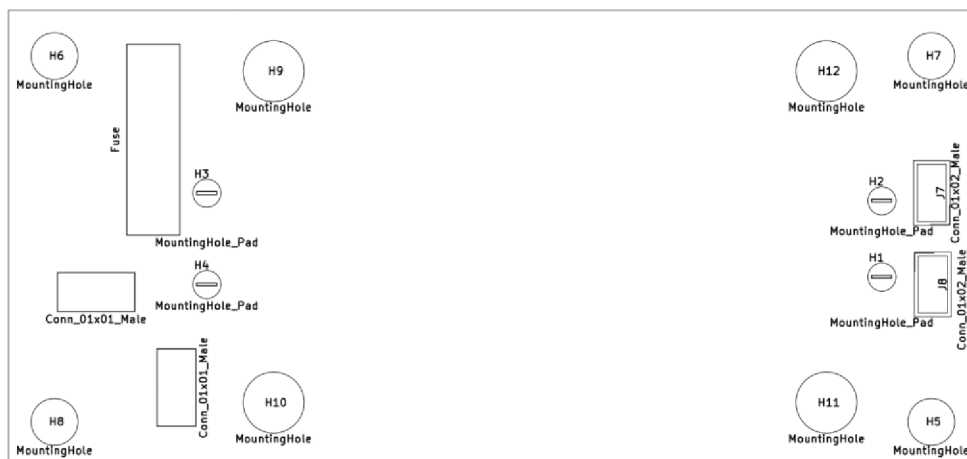 H6
MountingHole
Fuse
H9
MountingHole
H12
MountingHole
H7
MountingHole
H3
MountingHole_Pad
H2
MountingHole_Pad
J7
Conn_01x02_Male
H4
MountingHole_Pad
Conn_01x01_Male
H1
MountingHole_Pad
J8
Conn_01x02_Male
Conn_01x01_Male
H8
MountingHole
H10
MountingHole
H11
MountingHole
H5
MountingHole